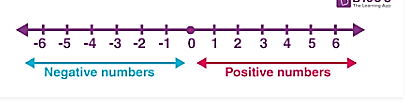 The Learning App
-6 -5 -4 -3 -2 -1 0 1 2 3 4 5 6
Negative numbers Positive numbers